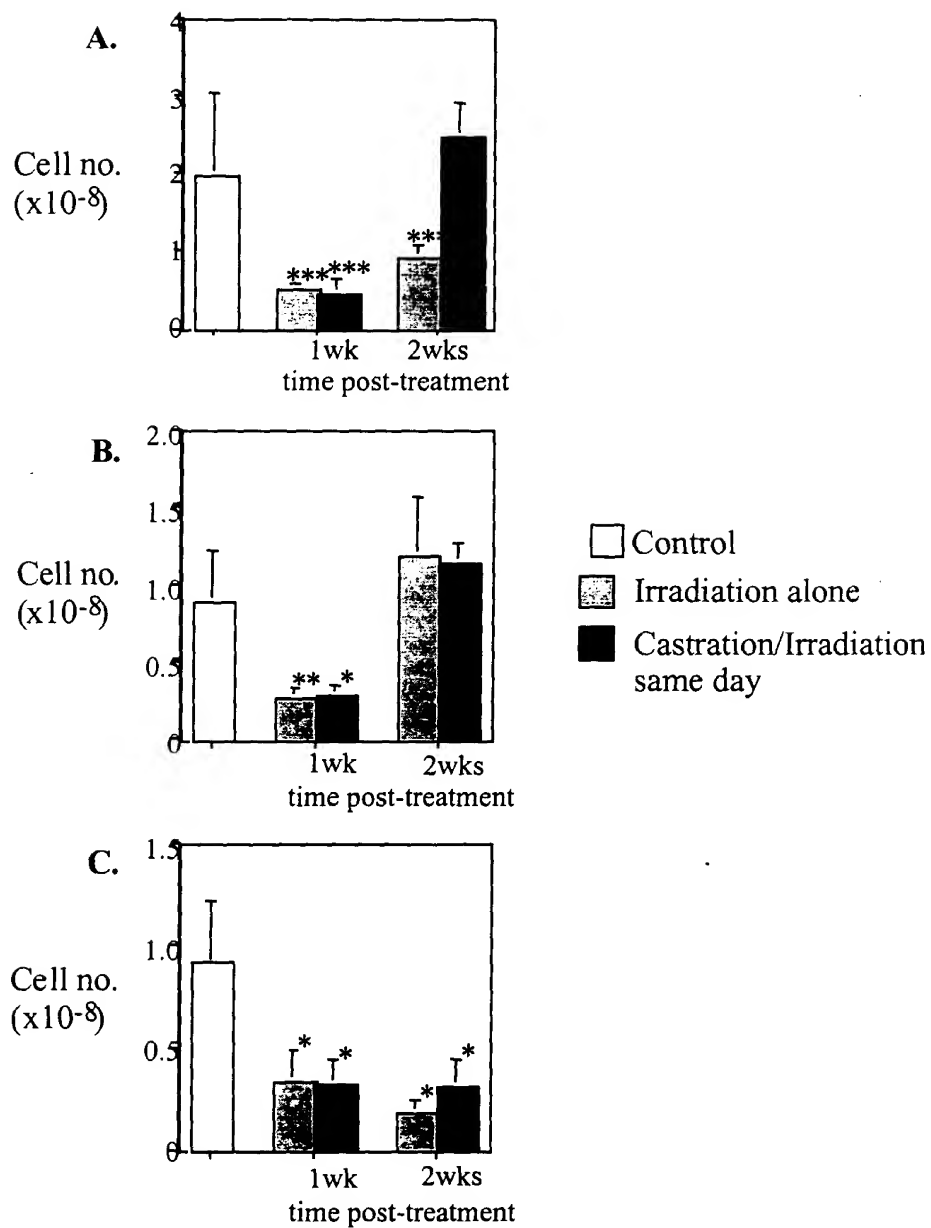 A.
4
3
2
1
0
Cell no.
(x10-8)
***
***
***
1wk
2wks
time post-treatment
B.
2.0
1.5
1.0
0.5
0
Cell no.
(x10-8)
**
*
1wk
2wks
time post-treatment
Control
Irradiation alone
Castration/Irradiation
same day
C.
1.5
1.0
0.5
0
Cell no.
(x10-8)
*
*
*
*
1wk
2wks
time post-treatment